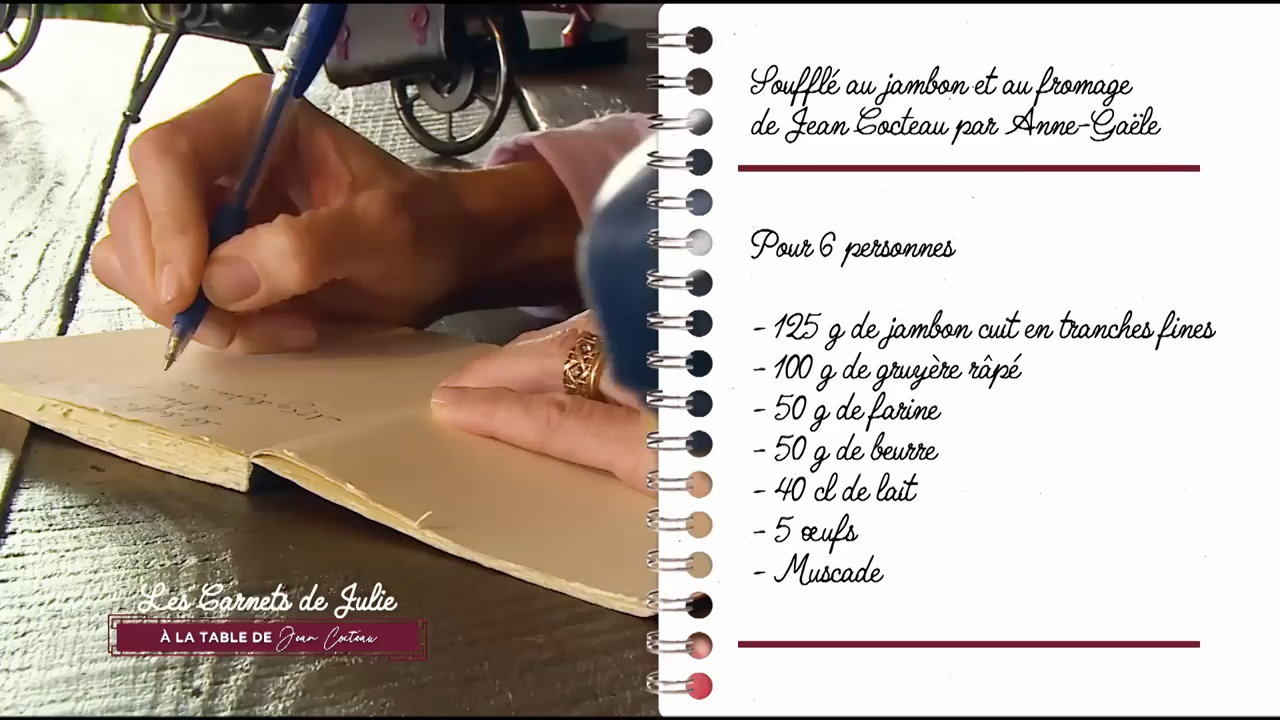 Soufflé au jambon et au fromage
de Jean Cocteau par Anne-Gaële
Pour 6 personnes
- 125 g de jambon cuit en tranches fines
- 100 g de gruyère râpé
- 50 g de farine
- 50 g de beurre
- 40 cl de lait
- 5 œufs
- Muscade
Les Carnets de Julie
À LA TABLE DE Jean Cocteau